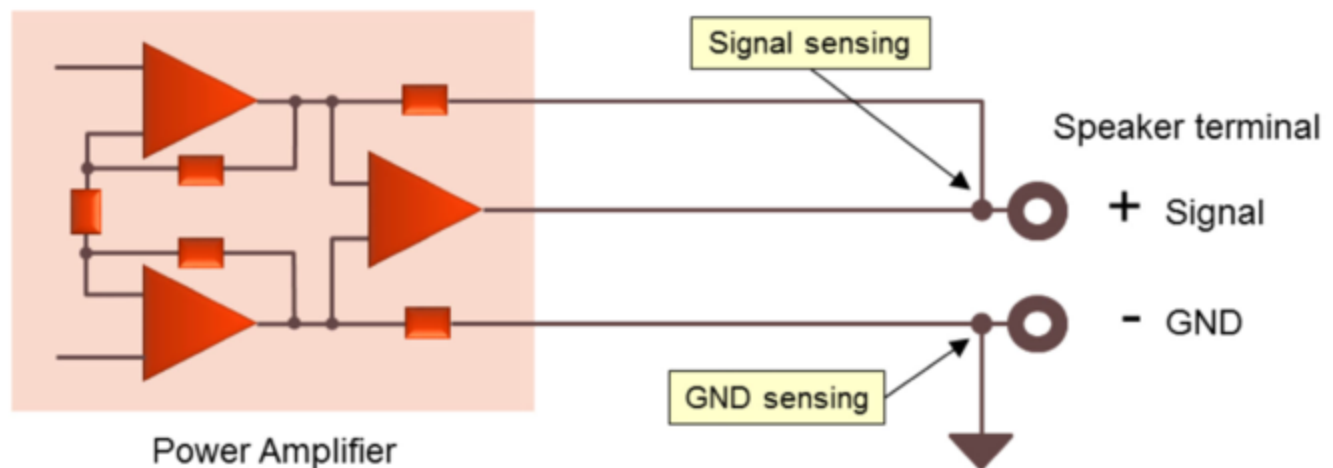 Signal sensing
Speaker terminal
+ Signal
- GND
GND sensing
Power Amplifier